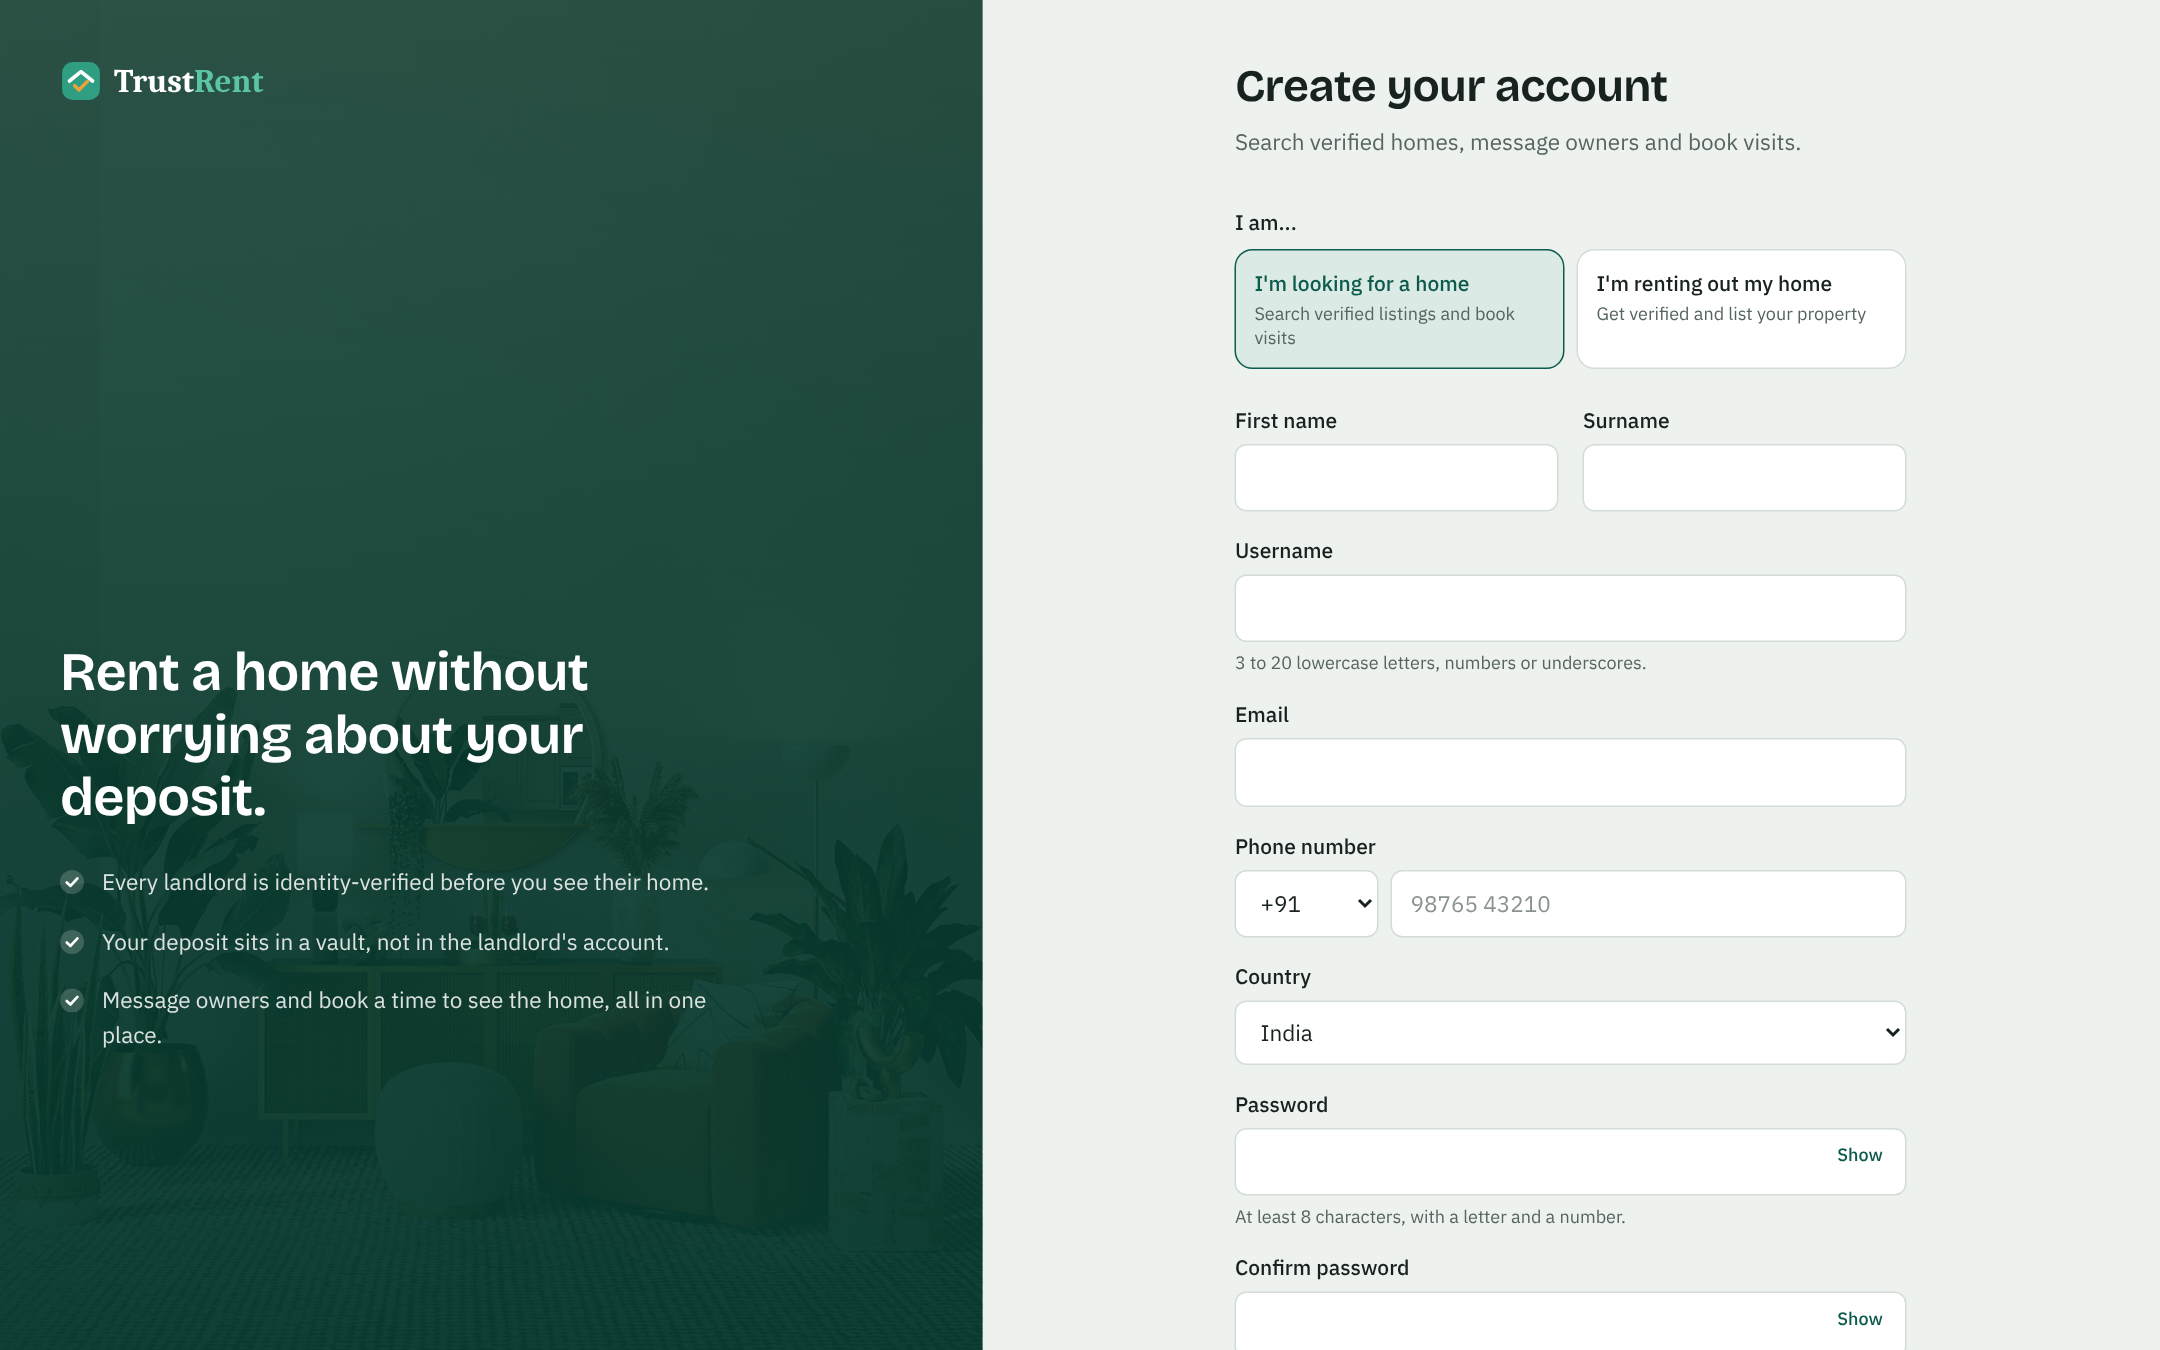 TrustRent
Rent a home without
worrying about your
deposit.
Every landlord is identity-verified before you see their home.
Your deposit sits in a vault, not in the landlord's account.
Message owners and book a time to see the home, all in one
place.
Create your account
Search verified homes, message owners and book visits.
I am...
I'm looking for a home
Search verified listings and book
visits
I'm renting out my home
Get verified and list your property
First name
Surname
Username
3 to 20 lowercase letters, numbers or underscores.
Email
Phone number
+91
98765 43210
Country
India
Password
Show
At least 8 characters, with a letter and a number.
Confirm password
Show